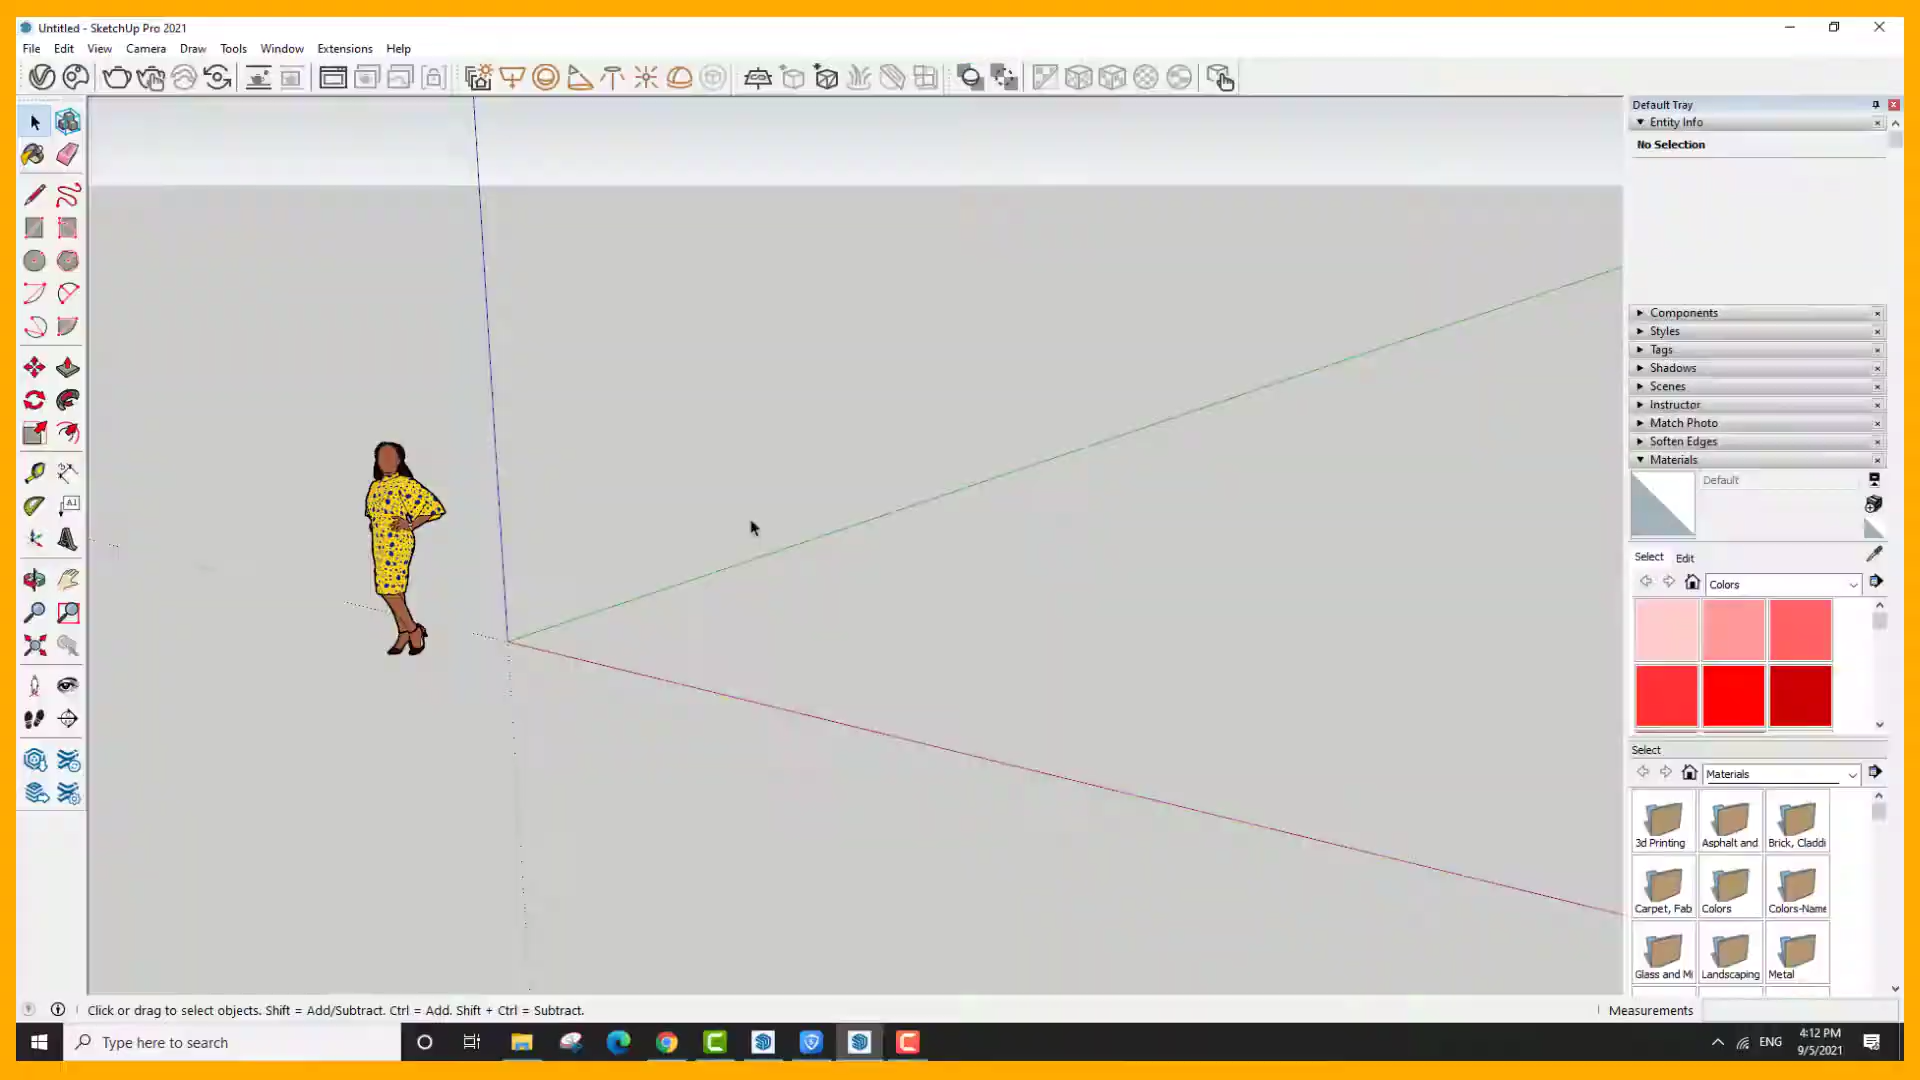 Untitled - SketchUp Pro 2021
File Edit View Camera Draw Tools Window Extensions Help
Default Tray
Entity Info
No Selection
Components
Styles
Tags
Shadows
Scenes
Instructor
Match Photo
Soften Edges
Materials
Default
Select Edit
Colors
Select
Materials
3d Printing Asphalt and Brick, Claddi
Carpet, Fab Colors Colors-Name
Glass and Mi Landscaping Metal
Click or drag to select objects. Shift = Add/Subtract. Ctrl = Add. Shift + Ctrl = Subtract.
Measurements
Type here to search
ENG
4:12 PM
9/5/2021